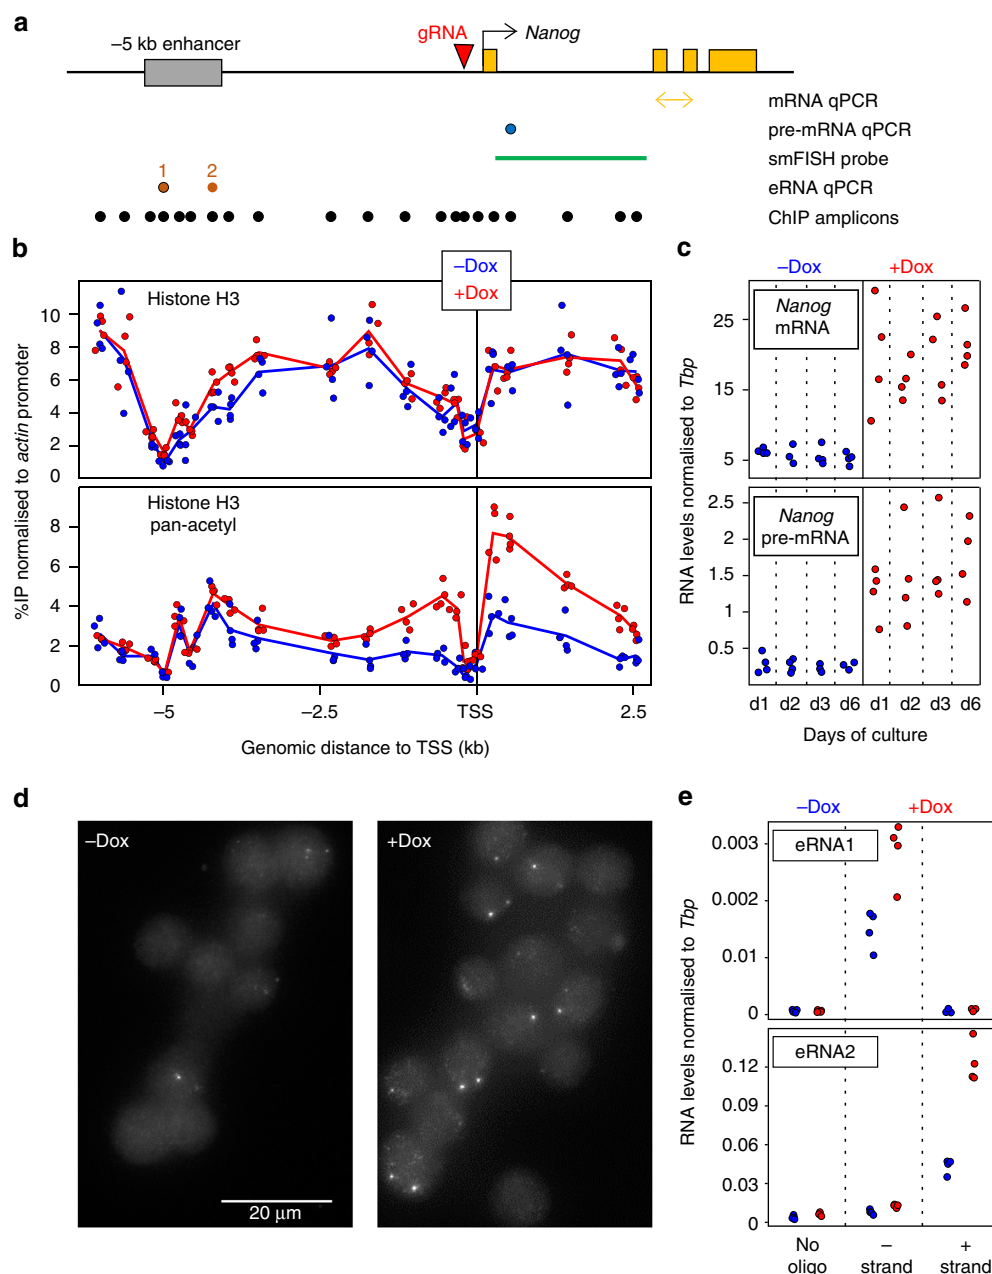 a
gRNA
Nanog
–5 kb enhancer
mRNA qPCR
pre-mRNA qPCR
smFISH probe
1 2
eRNA qPCR
ChIP amplicons
b
–Dox
+Dox
Histone H3
10
8
6
4
2
0
Histone H3
pan-acetyl
8
6
4
2
0
%IP normalised to actin promoter
–5 –2.5 TSS 2.5
Genomic distance to TSS (kb)
c
–Dox +Dox
Nanog
mRNA
25
15
5
Nanog
pre-mRNA
2.5
2
1.5
1
0.5
RNA levels normalised to Tbp
d1 d2 d3 d6 d1 d2 d3 d6
Days of culture
d
–Dox
+Dox
20 µm
e
–Dox +Dox
eRNA1
0.003
0.002
0.01
0
eRNA2
0.12
0.09
0.06
0.03
0
RNA levels normalised to Tbp
No – +
oligo strand strand